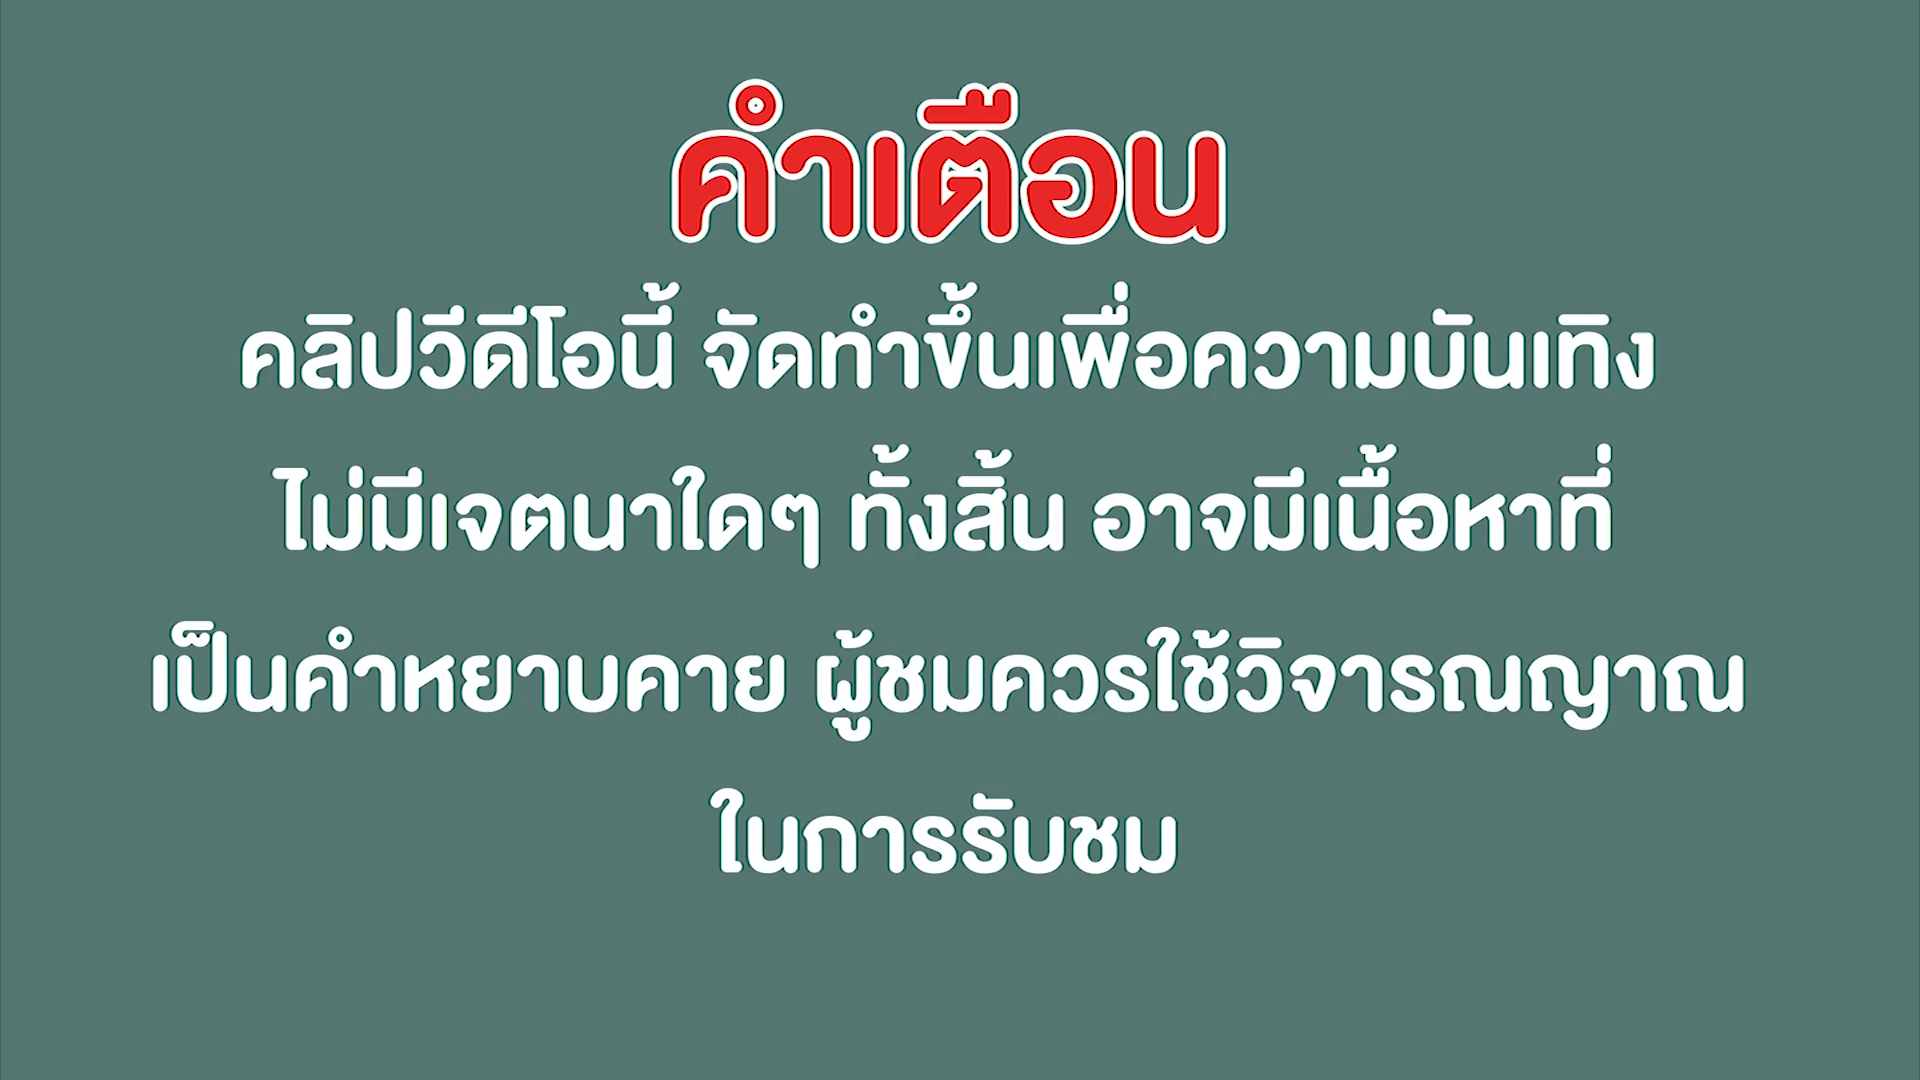 คำเตือน
คลิปวีดีโอนี้ จัดทำขึ้นเพื่อความบันเทิง
ไม่มีเจตนาใดๆ ทั้งสิ้น อาจมีเนื้อหาที่
เป็นคำหยาบคาย ผู้ชมควรใช้วิจารณญาณ
ในการรับชม